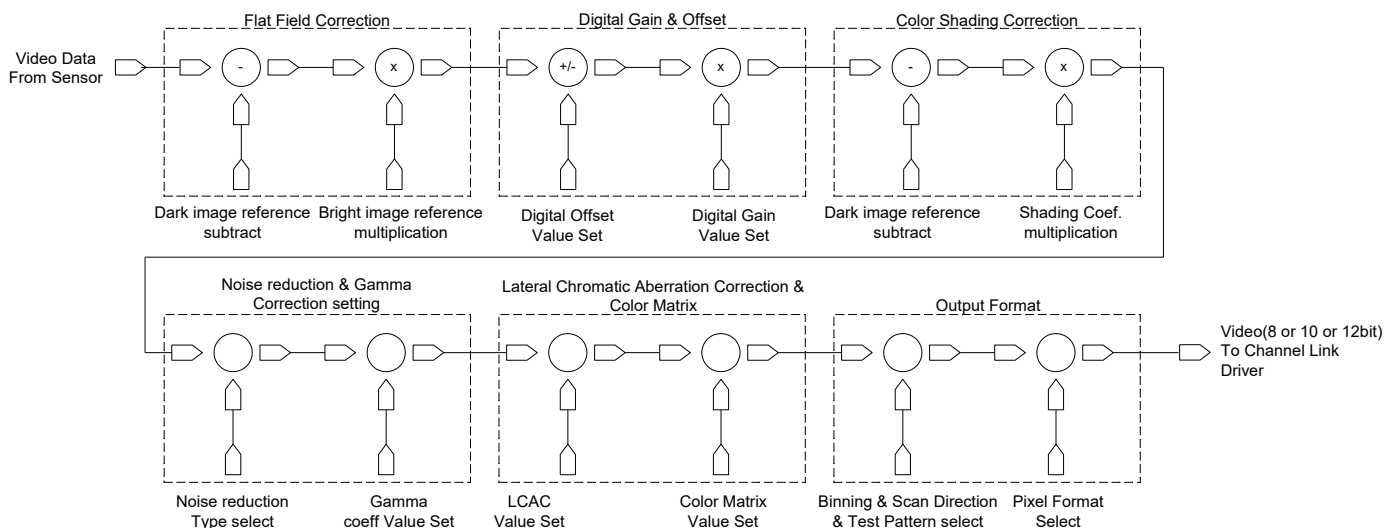 Flat Field Correction
Digital Gain & Offset
Color Shading Correction
Video Data
From Sensor
-
x
+/-
x
-
x
Dark image reference
subtract
Bright image reference
multiplication
Digital Offset
Value Set
Digital Gain
Value Set
Dark image reference
subtract
Shading Coef.
multiplication
Noise reduction & Gamma
Correction setting
Lateral Chromatic Aberration Correction &
Color Matrix
Output Format
Video(8 or 10 or 12bit)
To Channel Link
Driver
Noise reduction
Type select
Gamma
coeff Value Set
LCAC
Value Set
Color Matrix
Value Set
Binning & Scan Direction
& Test Pattern select
Pixel Format
Select